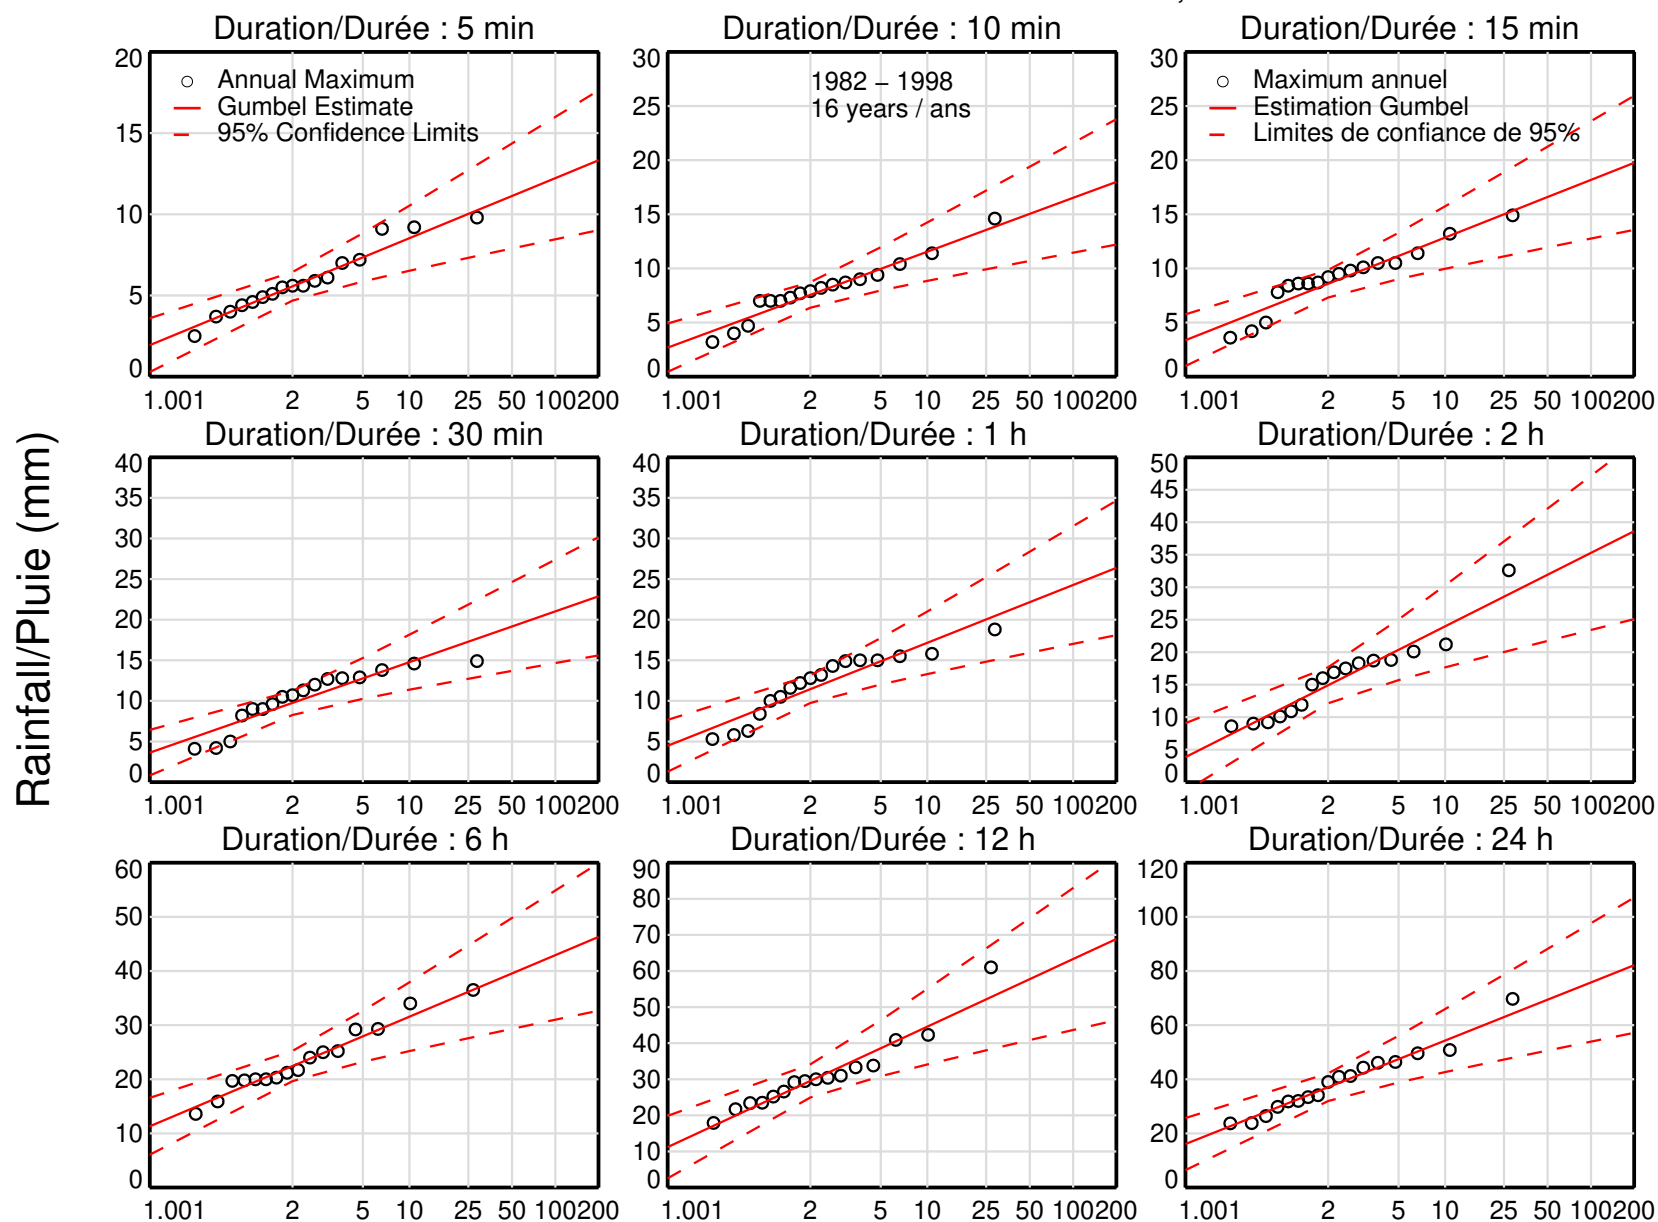 Duration/Durée : 5 min
Duration/Durée : 10 min
Duration/Durée : 15 min
20
15
10
5
0
Annual Maximum
Gumbel Estimate
95% Confidence Limits
1.001 2 5 10 25 50 100200
30
25
20
15
10
5
0
1982 – 1998
16 years / ans
1.001 2 5 10 25 50 100200
30
25
20
15
10
5
0
Maximum annuel
Estimation Gumbel
Limites de confiance de 95%
1.001 2 5 10 25 50 100200
Rainfall/Pluie (mm)
Duration/Durée : 30 min
Duration/Durée : 1 h
Duration/Durée : 2 h
40
35
30
25
20
15
10
5
0
1.001 2 5 10 25 50 100200
40
35
30
25
20
15
10
5
0
1.001 2 5 10 25 50 100200
50
45
40
35
30
25
20
15
10
5
0
1.001 2 5 10 25 50 100200
Duration/Durée : 6 h
Duration/Durée : 12 h
Duration/Durée : 24 h
60
50
40
30
20
10
0
1.001 2 5 10 25 50 100200
90
80
70
60
50
40
30
20
10
0
1.001 2 5 10 25 50 100200
120
100
80
60
40
20
0
1.001 2 5 10 25 50 100200